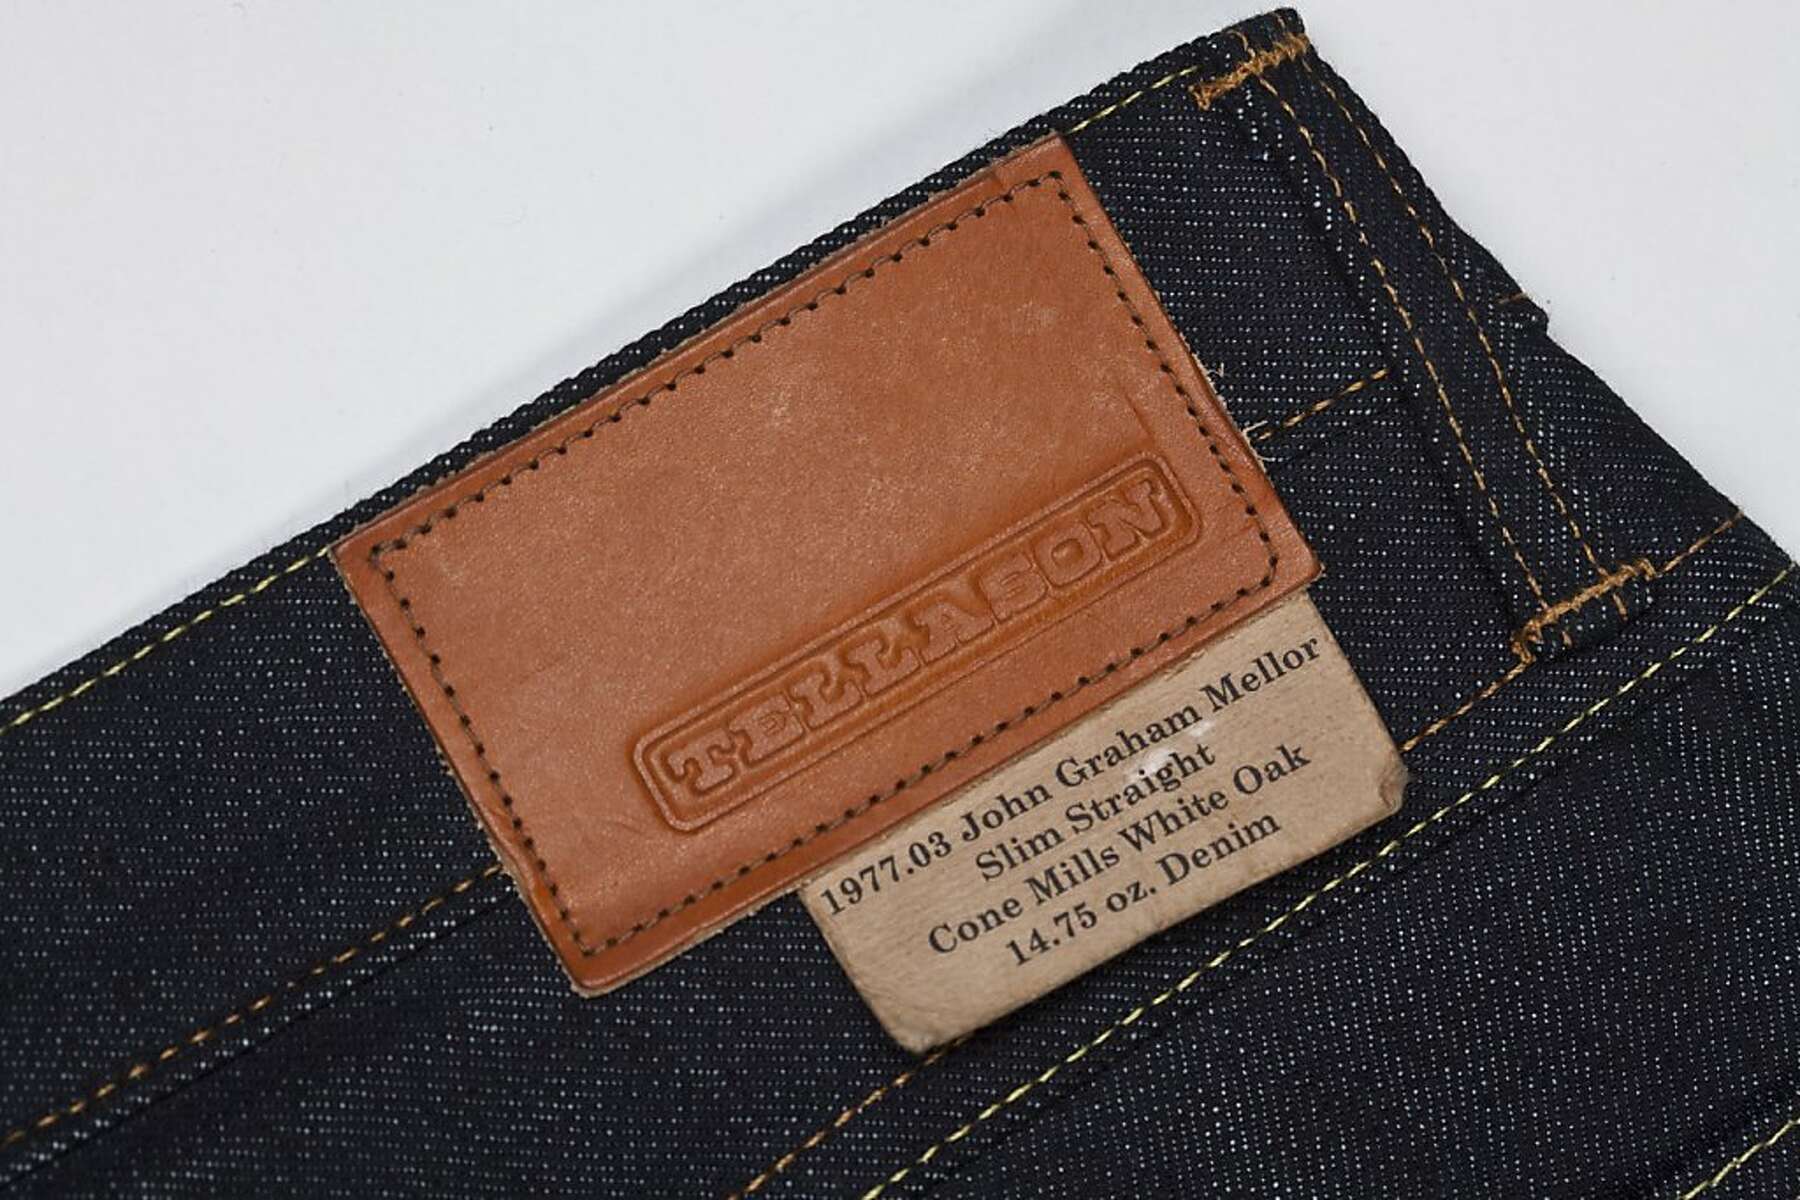 TELLASON
1977.03 John Graham Mellor
Slim Straight
Cone Mills White Oak
14.75 oz. Denim